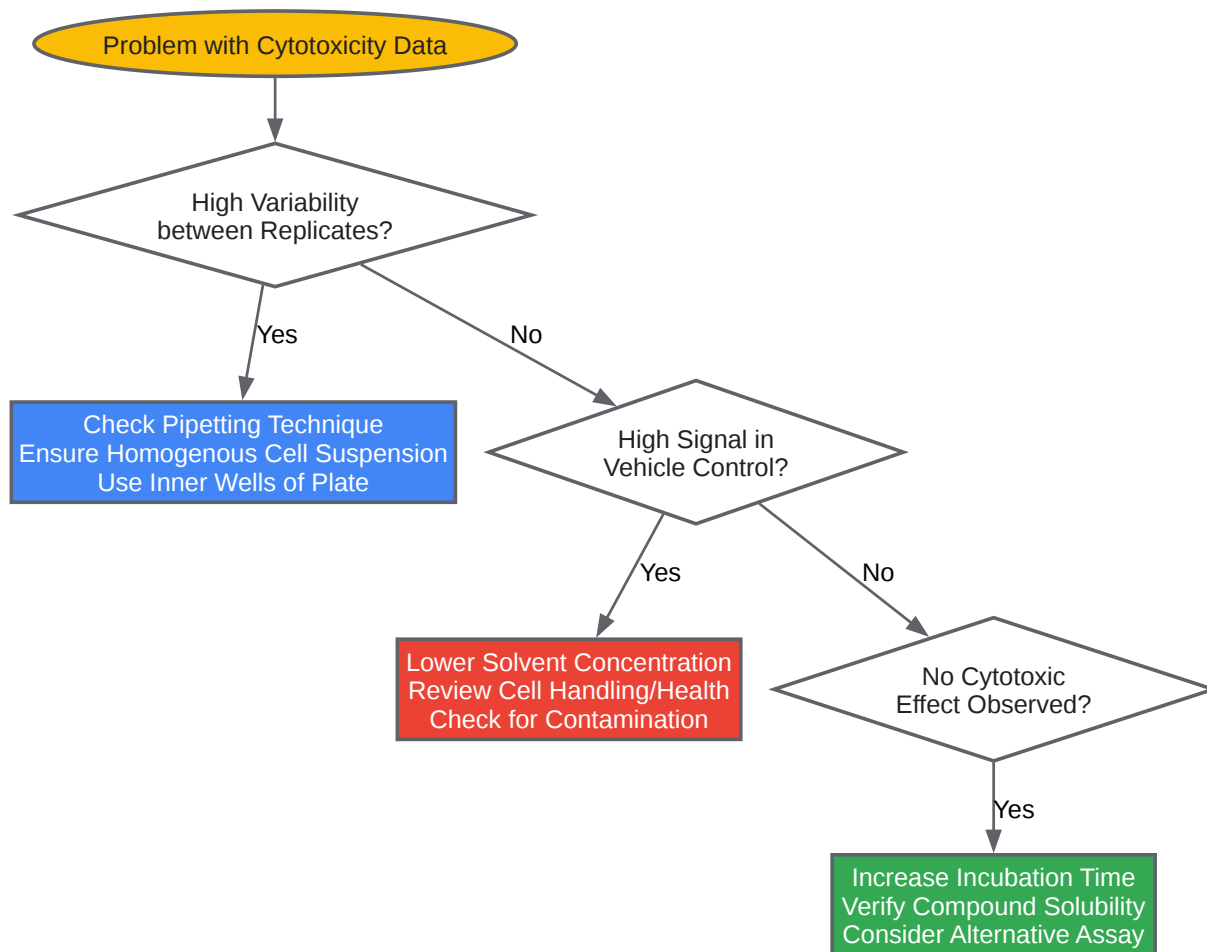 Problem with Cytotoxicity Data
High Variability
between Replicates?
Yes
No
Check Pipetting Technique
Ensure Homogenous Cell Suspension
Use Inner Wells of Plate
High Signal in
Vehicle Control?
Yes
No
Lower Solvent Concentration
Review Cell Handling/Health
Check for Contamination
No Cytotoxic
Effect Observed?
Yes
Increase Incubation Time
Verify Compound Solubility
Consider Alternative Assay